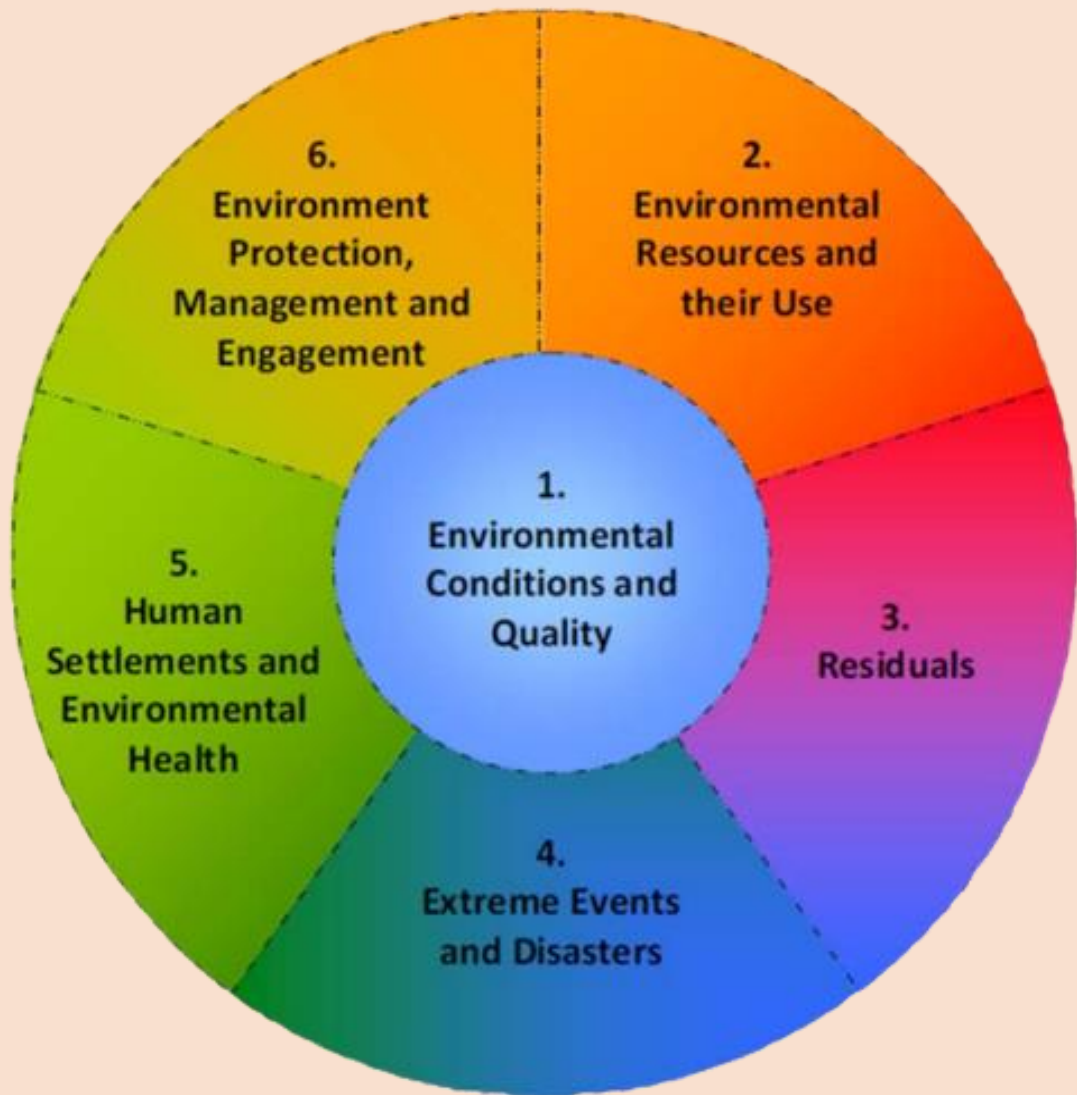 1.
Environmental
Conditions and
Quality
2.
Environmental
Resources and
their Use
3.
Residuals
4.
Extreme Events
and Disasters
5.
Human
Settlements and
Environmental
Health
6.
Environment
Protection,
Management and
Engagement